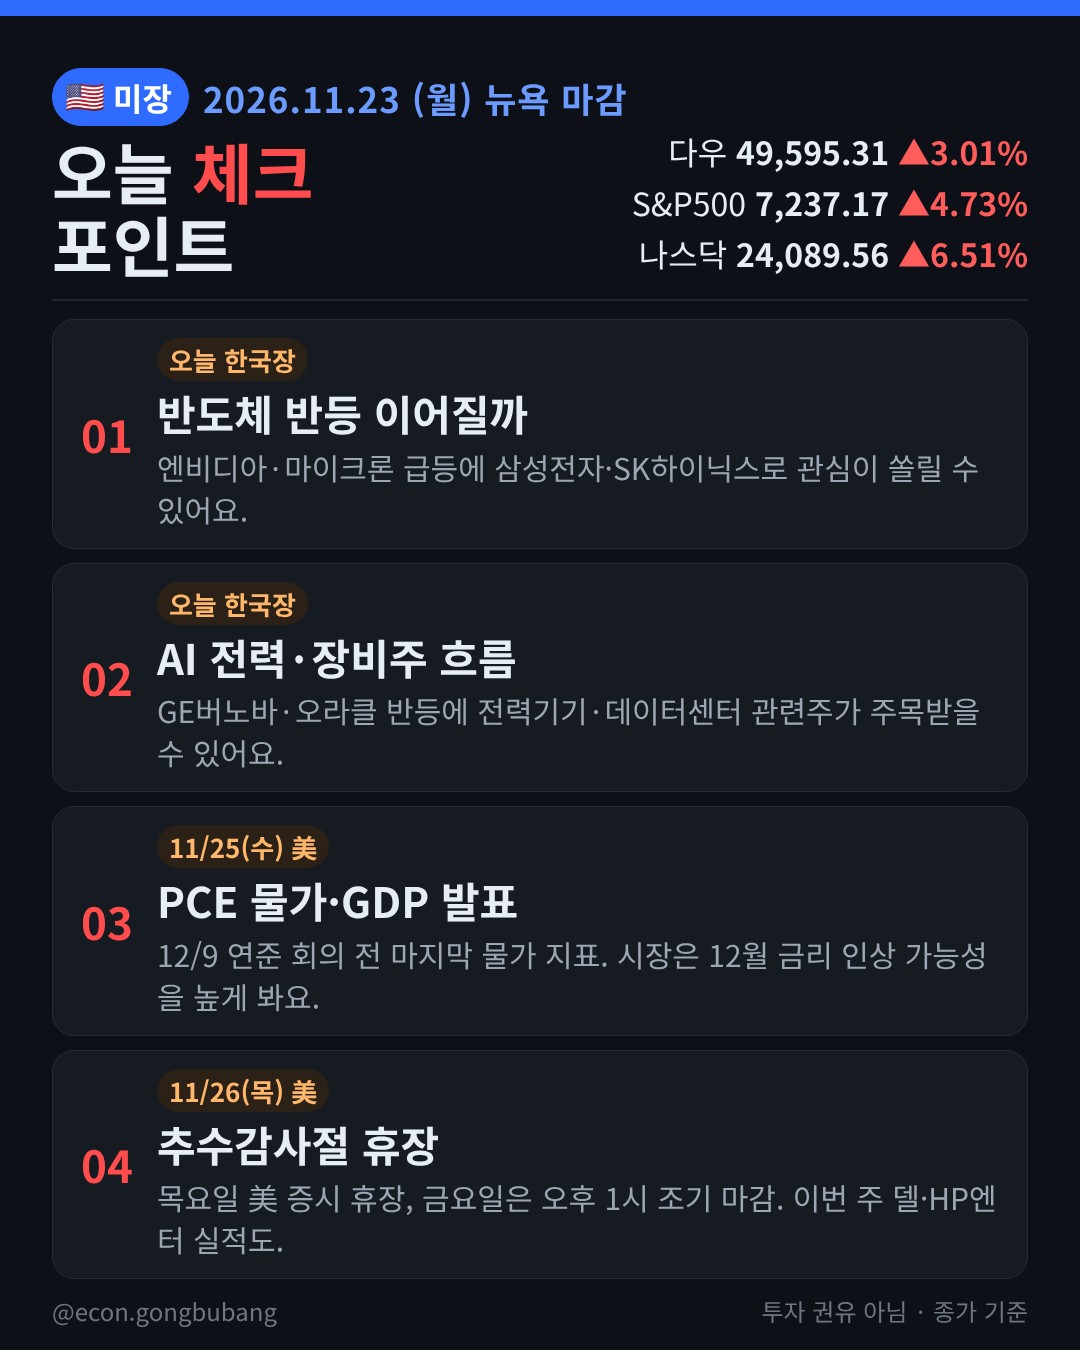 🇺🇸 미장 2026.11.23 (월) 뉴욕 마감
오늘 체크
포인트
다우 49,595.31 ▲3.01%
S&P500 7,237.17 ▲4.73%
나스닥 24,089.56 ▲6.51%
오늘 한국장
01
반도체 반등 이어질까
엔비디아·마이크론 급등에 삼성전자·SK하이닉스로 관심이 쏠릴 수
있어요.
오늘 한국장
02
AI 전력·장비주 흐름
GE버노바·오라클 반등에 전력기기·데이터센터 관련주가 주목받을
수 있어요.
11/25(수) 美
03
PCE 물가·GDP 발표
12/9 연준 회의 전 마지막 물가 지표. 시장은 12월 금리 인상 가능성
을 높게 봐요.
11/26(목) 美
04
추수감사절 휴장
목요일 美 증시 휴장, 금요일은 오후 1시 조기 마감. 이번 주 델·HP엔
터 실적도.
@econ.gongbubang
투자 권유 아님 · 종가 기준